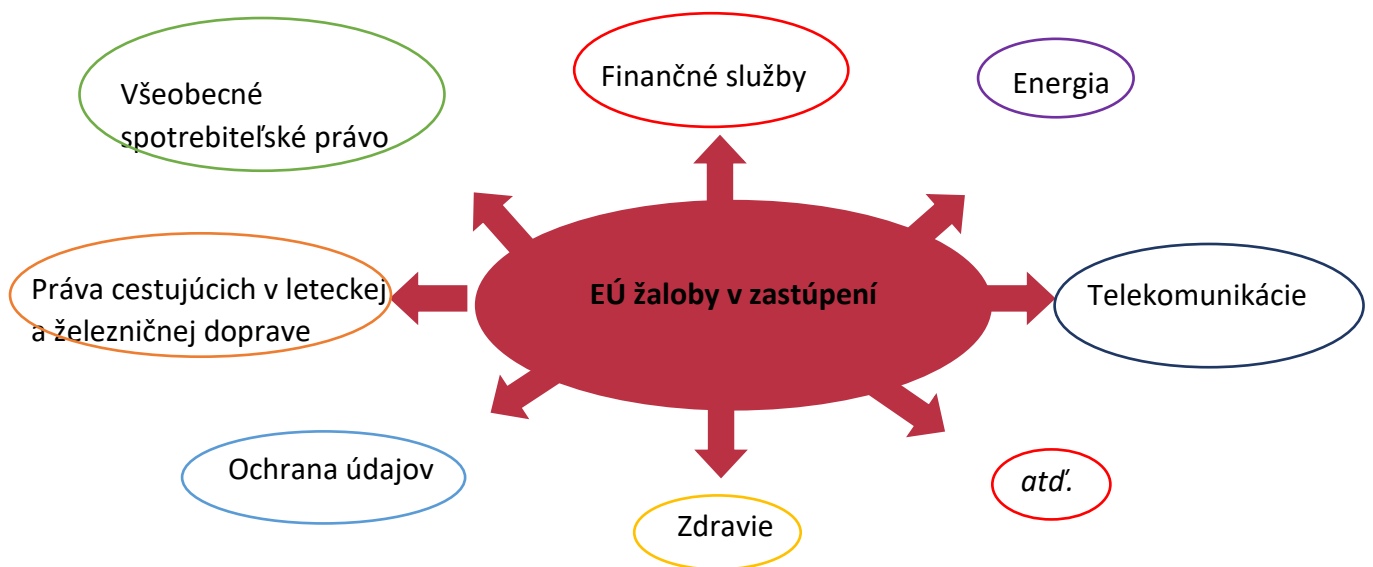 Všeobecné
spotrebiteľské právo
Finančné služby
Energia
Práva cestujúcich v leteckej
a železničnej doprave
EÚ žaloby v zastúpení
Telekomunikácie
Ochrana údajov
Zdravie
atď.